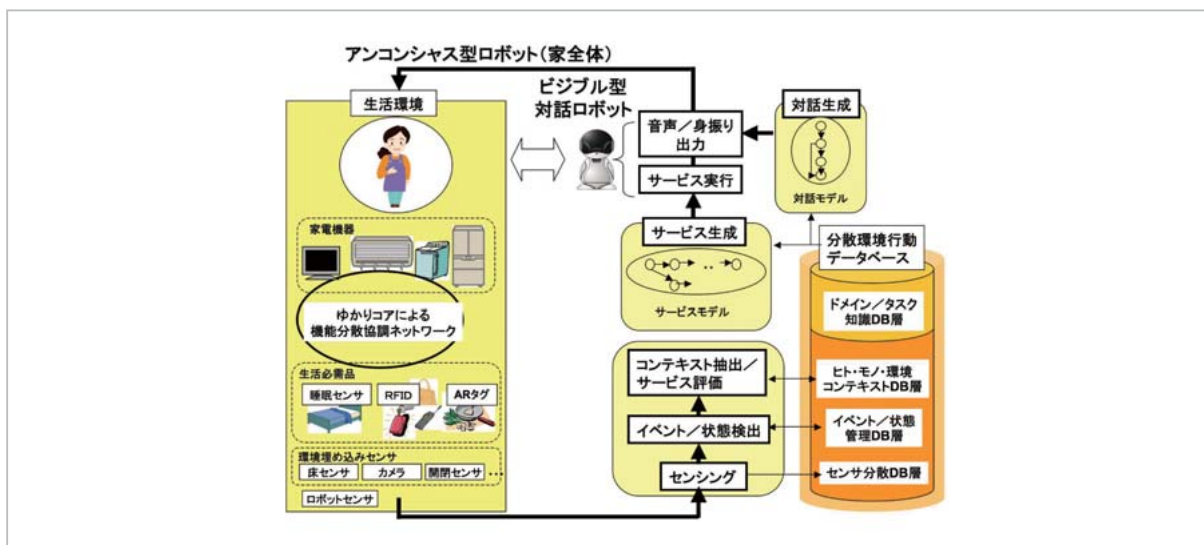 アンコンシャス型ロボット（家全体）
ビジブル型
対話ロボット
生活環境
家電機器
ゆかりコアによる
機能分散協調ネットワーク
生活必需品
睡眠センサ
RFID
ARタグ
環境埋め込みセンサ
床センサ
カメラ
開閉センサ
･･･
ロボットセンサ
音声／身振り
出力
サービス実行
対話生成
対話モデル
サービス生成
‥
サービスモデル
コンテキスト抽出／
サービス評価
イベント／状態検出
センシング
分散環境行動
データベース
ドメイン／タスク
知識DB層
ヒト・モノ・環境
コンテキストDB層
イベント／状態
管理DB層
センサ分散DB層